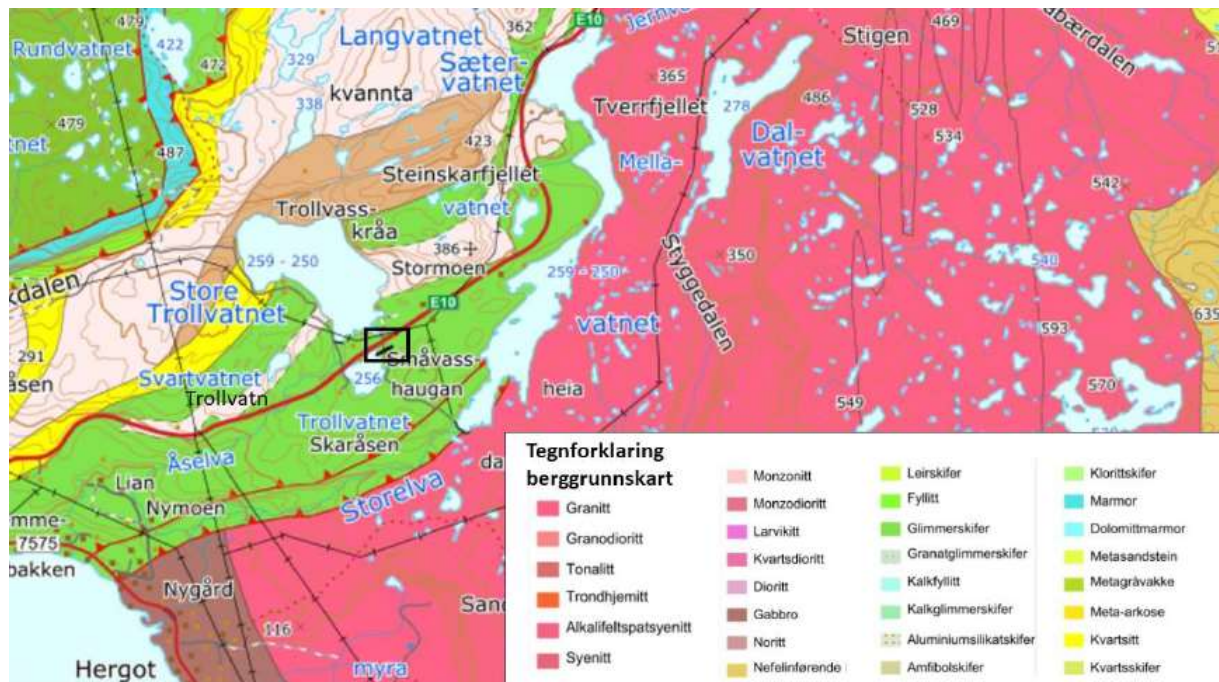 479
Rundvatnet
422
472
329
Langvatnet
362
E10
Sæter-
vatnet
kvannta
338
479
487
423
Steinskarfjellet
Trollvass-
kråa
vatnet
386
Stormoen
259 - 250
Store
Trollvatnet
E10
291
Svartvatnet
Trollvatn
256
Småvass-
haugan
Trollvatnet
Skaråsen
Åselva
Lian
Nymoen
7575
bakken
Nygård
Storelva
116
Hergot
myra
365
Tverrfjellet
278
486
Mella-
Dal-
vatnet
Stigen
469
528
534
542
350
Styggedalen
259 - 250
vatnet
heia
540
593
635
549
570
Tegnforklaring
berggrunnskart
Granitt
Granodioritt
Tonalitt
Trondhjemitt
Alkalifeltspatsyenitt
Syenitt
Monzonitt
Monzodioritt
Larvikitt
Kvartsdioritt
Dioritt
Gabbro
Noritt
Nefelinførende
Leirskifer
Fyllitt
Glimmerskifer
Granatglimmerskifer
Kalkfyllitt
Kalkglimmerskifer
Aluminiumsilikatskifer
Amfibolskifer
Klorittskifer
Marmor
Dolomittmarmor
Metasandstein
Metagråvakke
Meta-arkose
Kvartsitt
Kvartsskifer